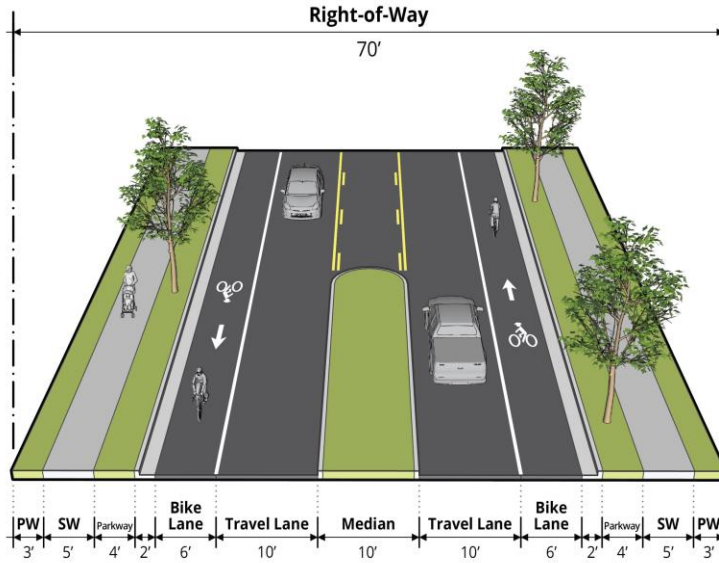 Right-of-Way
70’
PW SW Parkway Bike Lane Travel Lane Median Travel Lane Bike Lane Parkway SW PW
3’ 5’ 4’ 2’ 6’ 10’ 10’ 10’ 6’ 2’ 4’ 5’ 3’